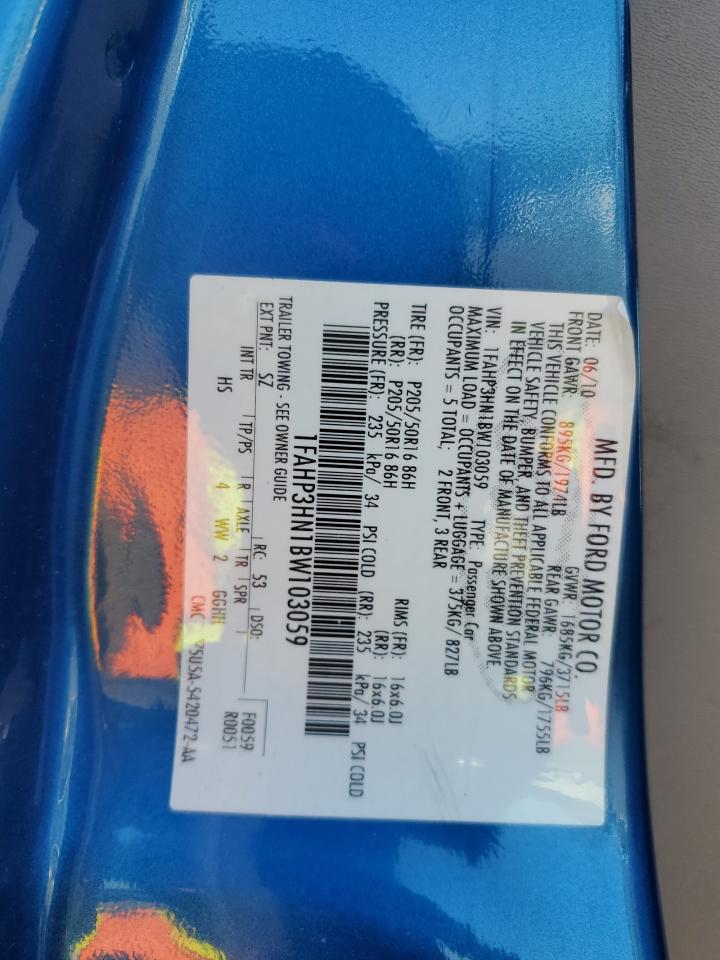 MFD. BY FORD MOTOR CO.
DATE: 06/10 GVWR: 1685KG/3715LB
FRONT GAWR: 895KG/1974LB REAR GAWR: 796KG/1755LB
THIS VEHICLE CONFORMS TO ALL APPLICABLE FEDERAL MOTOR
VEHICLE SAFETY, BUMPER, AND THEFT PREVENTION STANDARDS
IN EFFECT ON THE DATE OF MANUFACTURE SHOWN ABOVE.
VIN: 1FAHP3HN1BW103059 TYPE: Passenger Car
MAXIMUM LOAD = OCCUPANTS + LUGGAGE = 375KG/ 827LB
OCCUPANTS = 5 TOTAL; 2 FRONT, 3 REAR
TIRE (FR): P205/50R16 86H RIMS (FR): 16x6.0J
(RR): P205/50R16 86H (RR): 16x6.0J
PRESSURE (FR): 235 kPa/ 34 PSI COLD (RR): 235 kPa/ 34 PSI COLD
1FAHP3HN1BW103059
TRAILER TOWING - SEE OWNER GUIDE F0059
EXT PNT: SZ RC: 53 DSO: R0051
INT TR TP/PS R AXLE TR SPR
HS 4 WW 2 GGHH
5U5A-5420472-AA